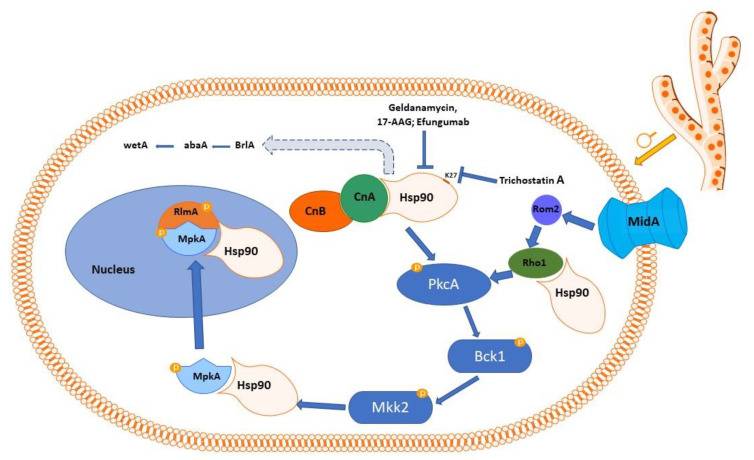 Geldanamycin,
17-AAG; Efungumab
wetA
abaA
BrlA
K27
Trichostatin A
CnB
CnA
Hsp90
Rom2
MidA
RlmA
P
P
MpkA
Hsp90
Nucleus
Rho1
Hsp90
P
PkcA
P
Bck1
P
MpkA
Hsp90
P
Mkk2